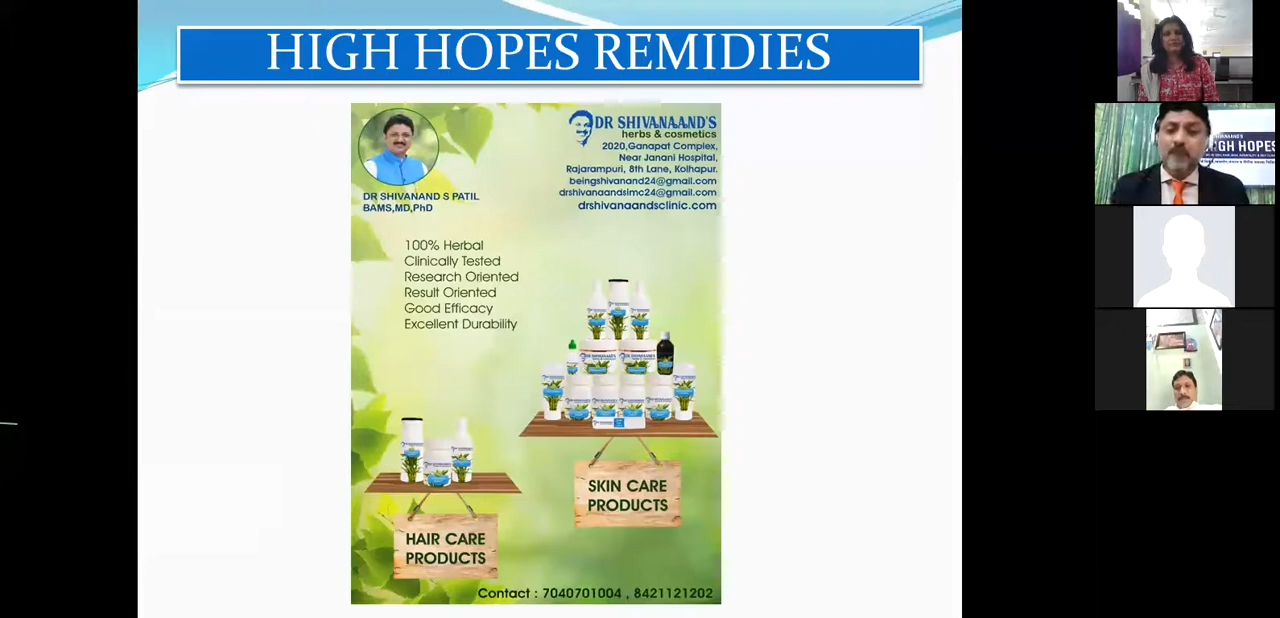 HIGH HOPES REMIDIES
DR SHIVANAAND'S
herbs & cosmetics
2020,Ganapat Complex,
Near Janani Hospital,
Rajarampuri, 8th Lane, Kolhapur.
beingshivanand24@gmail.com
drshivanaandslmc24@gmail.com
drshivanaandsclinic.com
DR SHIVANAND S PATIL
BAMS,MD,PhD
100% Herbal
Clinically Tested
Research Oriented
Result Oriented
Good Efficacy
Excellent Durability
SKIN CARE
PRODUCTS
HAIR CARE
PRODUCTS
Contact : 7040701004 , 8421121202
HIGH HOPES